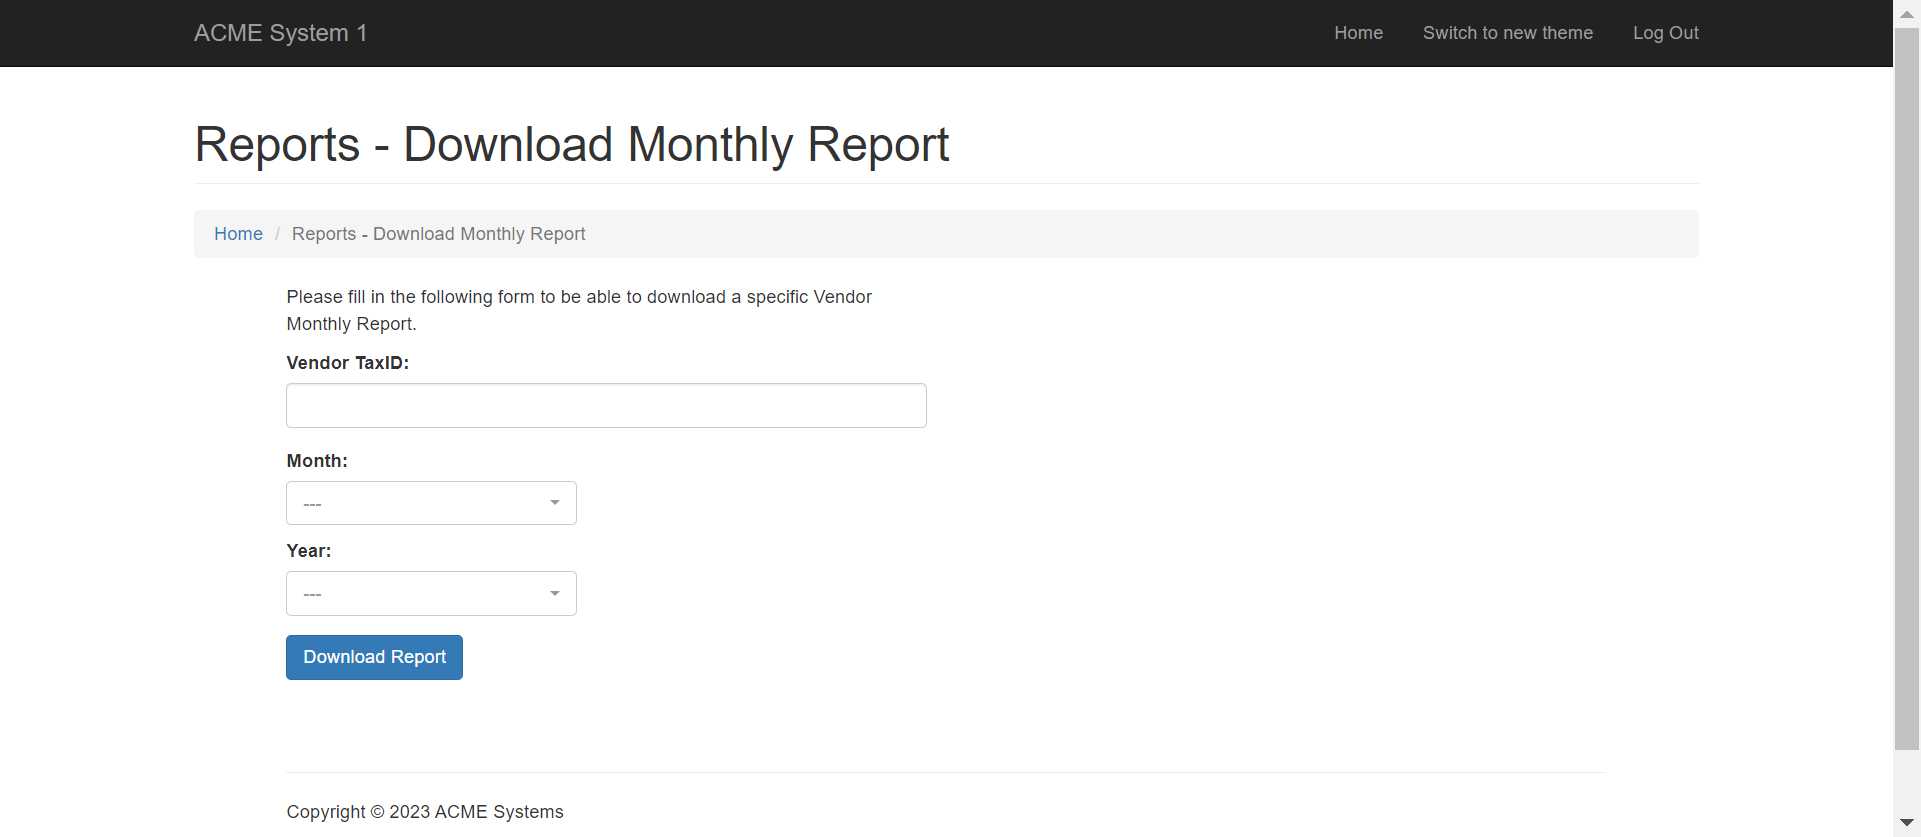 ACME System 1
Home
Switch to new theme
Log Out
Reports - Download Monthly Report
Home / Reports - Download Monthly Report
Please fill in the following form to be able to download a specific Vendor
Monthly Report.
Vendor TaxID:
Month:
---
Year:
---
Download Report
Copyright © 2023 ACME Systems